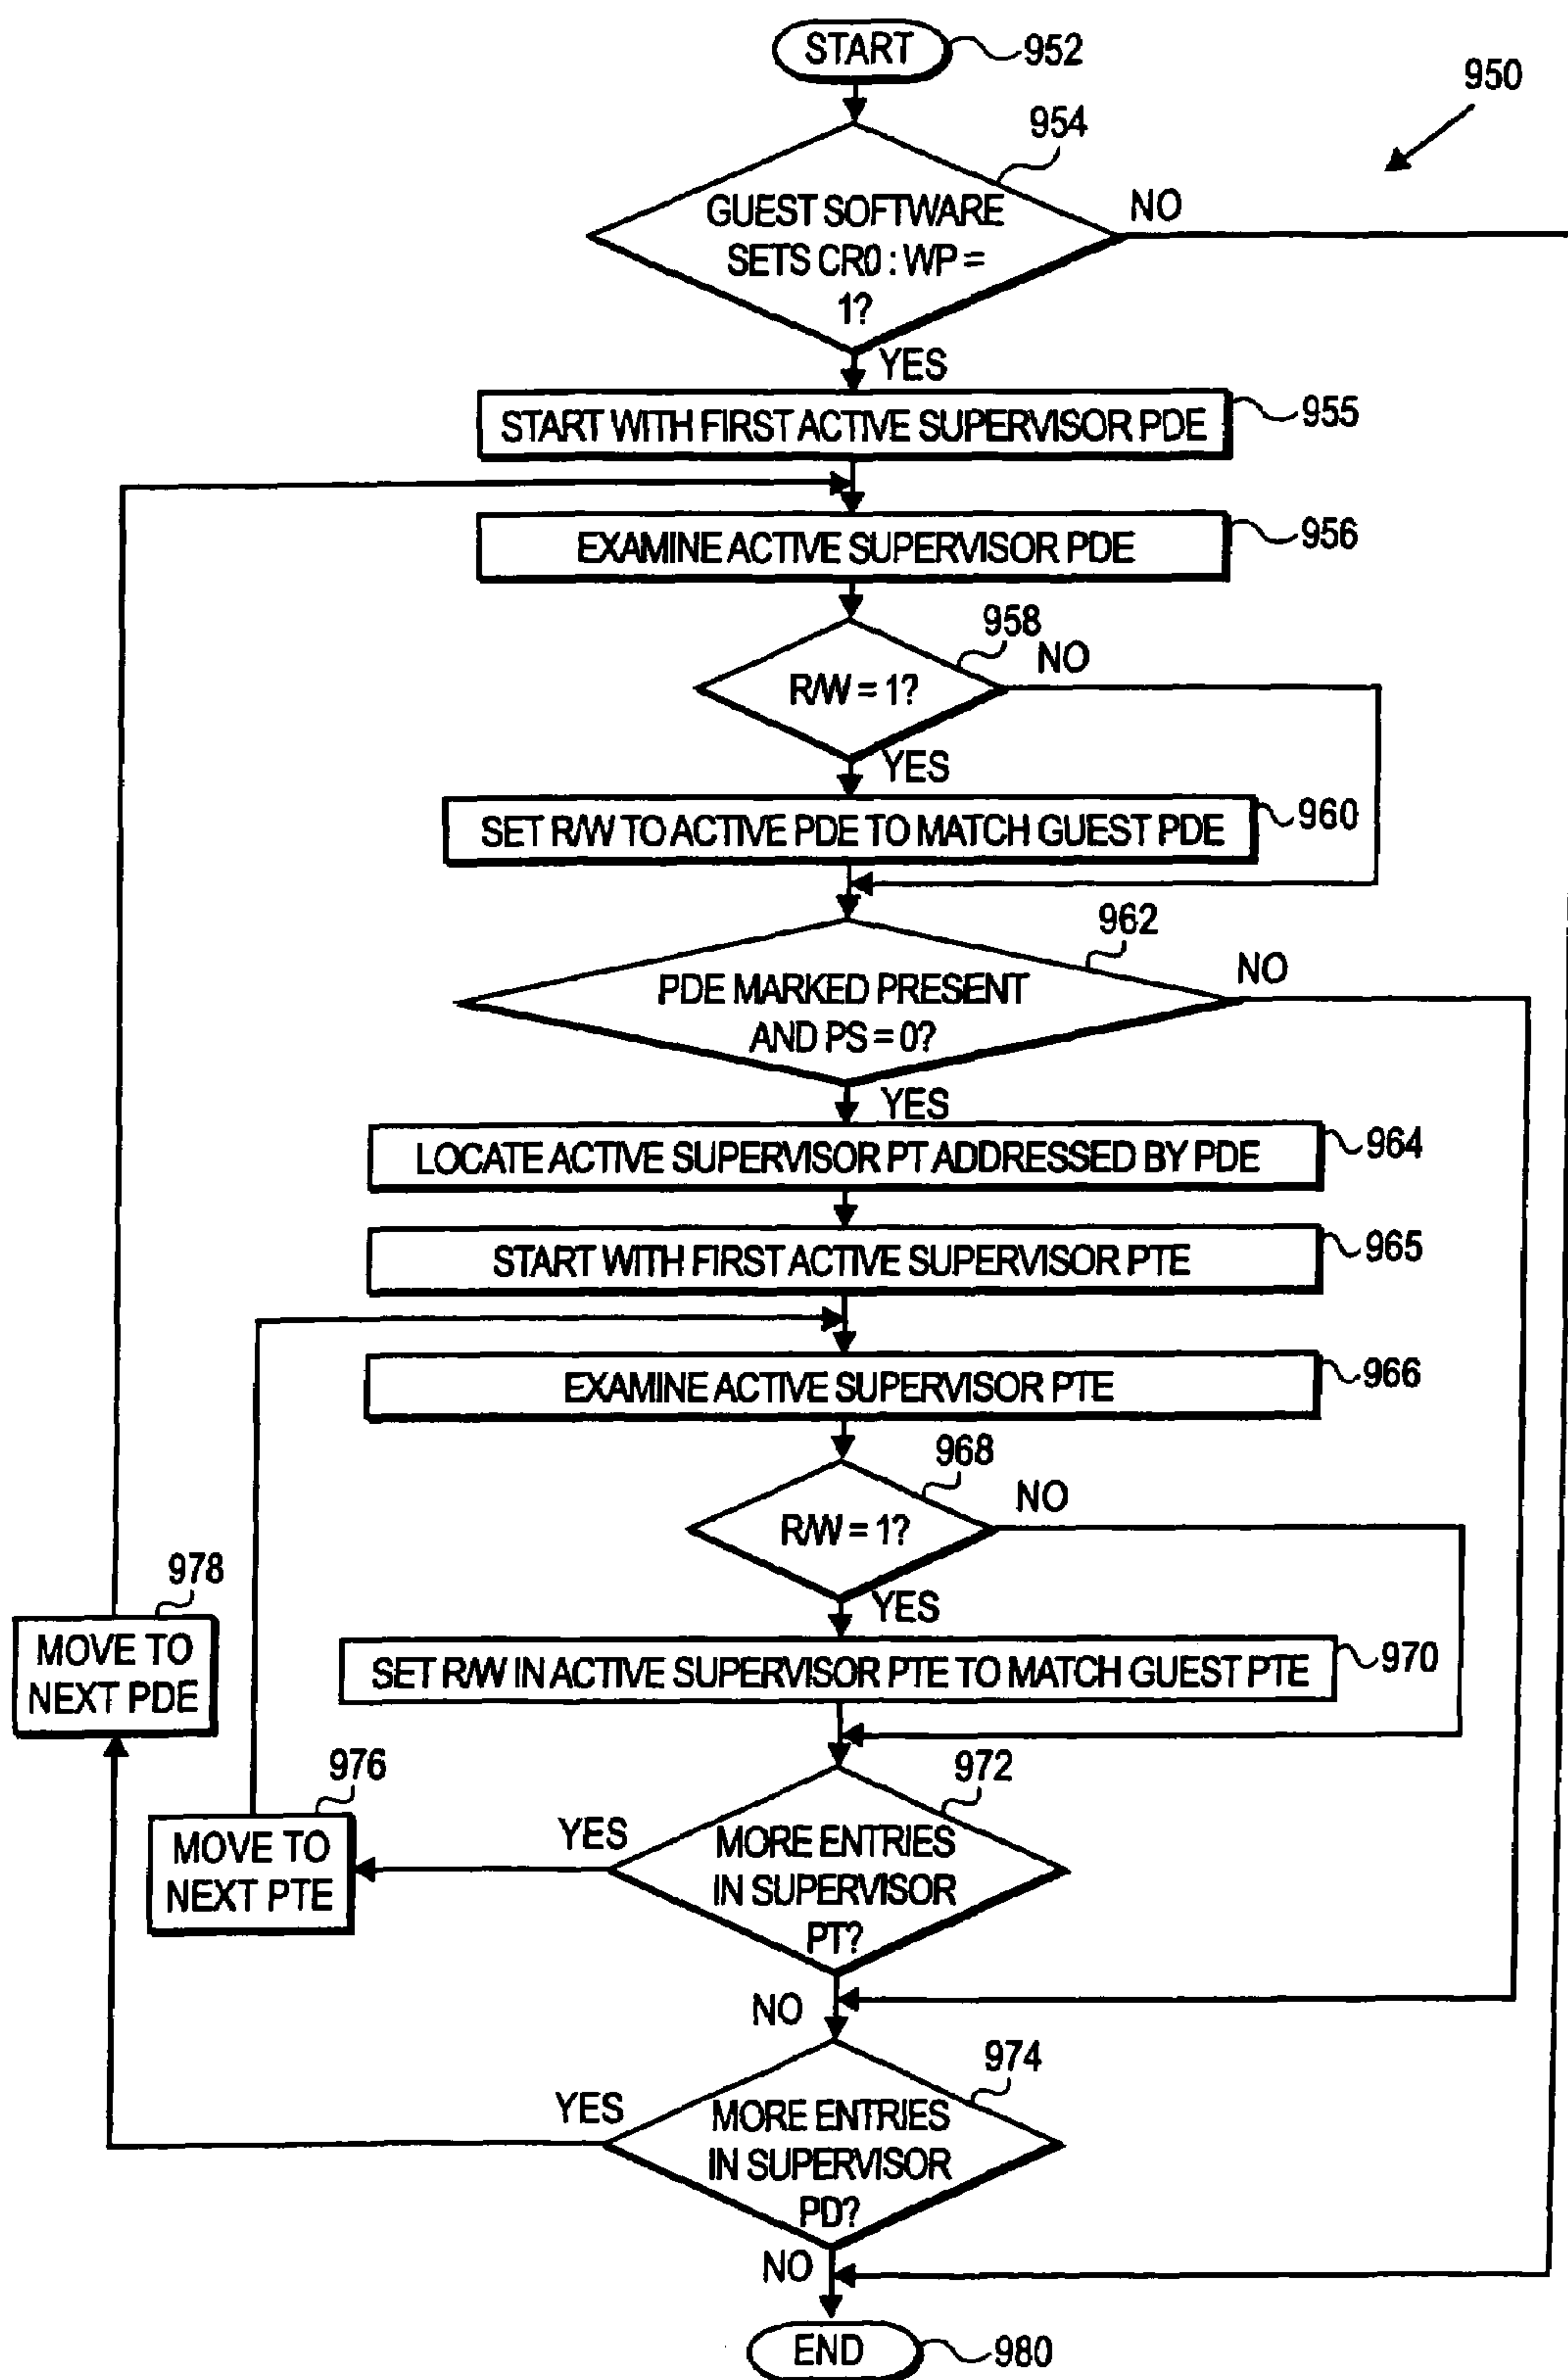 START
952
950
954
GUEST SOFTWARE
SETS CR0 : WP =
1?
NO
YES
START WITH FIRST ACTIVE SUPERVISOR PDE
955
EXAMINE ACTIVE SUPERVISOR PDE
956
958
R/W = 1?
NO
YES
SET R/W TO ACTIVE PDE TO MATCH GUEST PDE
960
962
PDE MARKED PRESENT
AND PS = 0?
NO
YES
LOCATE ACTIVE SUPERVISOR PT ADDRESSED BY PDE
964
START WITH FIRST ACTIVE SUPERVISOR PTE
965
EXAMINE ACTIVE SUPERVISOR PTE
966
968
R/W = 1?
NO
YES
978
MOVE TO
NEXT PDE
SET R/W IN ACTIVE SUPERVISOR PTE TO MATCH GUEST PTE
970
976
MOVE TO
NEXT PTE
972
YES
MORE ENTRIES
IN SUPERVISOR
PT?
NO
974
YES
MORE ENTRIES
IN SUPERVISOR
PD?
NO
END
980